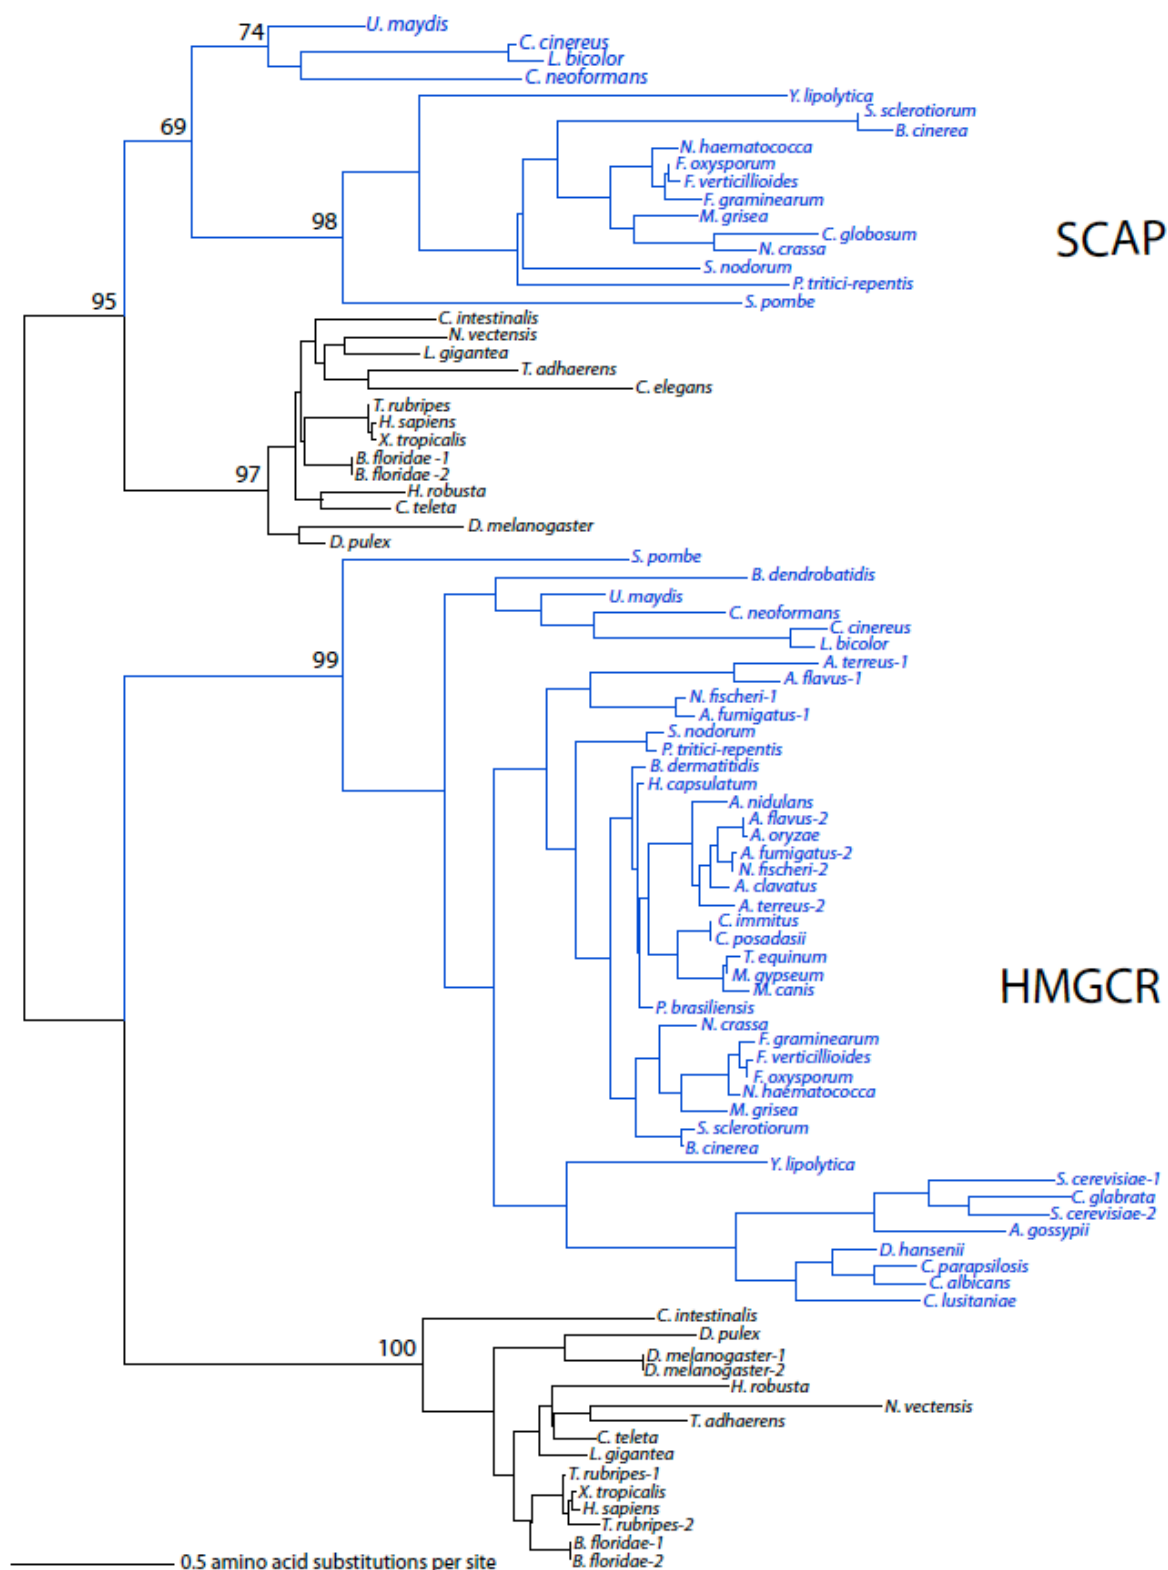 74
U. maydis
C. cinereus
L. bicolor
C. neoformans
Y. lipolytica
S. sclerotiorum
B. cinerea
69
N. haematococca
F. oxysporum
F. verticillioides
F. graminearum
M. grisea
98
C. globosum
SCAP
N. crassa
S. nodorum
P. tritici-repentis
95
S. pombe
C. intestinalis
N. vectensis
L. gigantea
T. adhaerens
C. elegans
T. rubripes
H. sapiens
X. tropicalis
B. floridae -1
97
B. floridae -2
H. robusta
C. teleta
D. melanogaster
D. pulex
S. pombe
B. dendrobatidis
U. maydis
C. neoformans
C. cinereus
L. bicolor
99
A. terreus-1
A. flavus-1
N. fischeri-1
A. fumigatus-1
S. nodorum
P. tritici-repentis
B. dermatitidis
H. capsulatum
A. nidulans
A. flavus-2
A. oryzae
A. fumigatus-2
N. fischeri-2
A. clavatus
A. terreus-2
C. immitus
C. posadasii
T. equinum
M. gypseum
HMGCR
M. canis
P. brasiliensis
N. crassa
F. graminearum
F. verticillioides
F. oxysporum
N. haematococca
M. grisea
S. sclerotiorum
B. cinerea
Y. lipolytica
S. cerevisiae-1
C. glabrata
S. cerevisiae-2
A. gossypii
D. hansenii
C. parapsilosis
C. albicans
C. lusitaniae
C. intestinalis
D. pulex
100
D. melanogaster-1
D. melanogaster-2
H. robusta
N. vectensis
T. adhaerens
C. teleta
L. gigantea
T. rubripes-1
X. tropicalis
H. sapiens
T. rubripes-2
B. floridae-1
B. floridae-2
0.5 amino acid substitutions per site